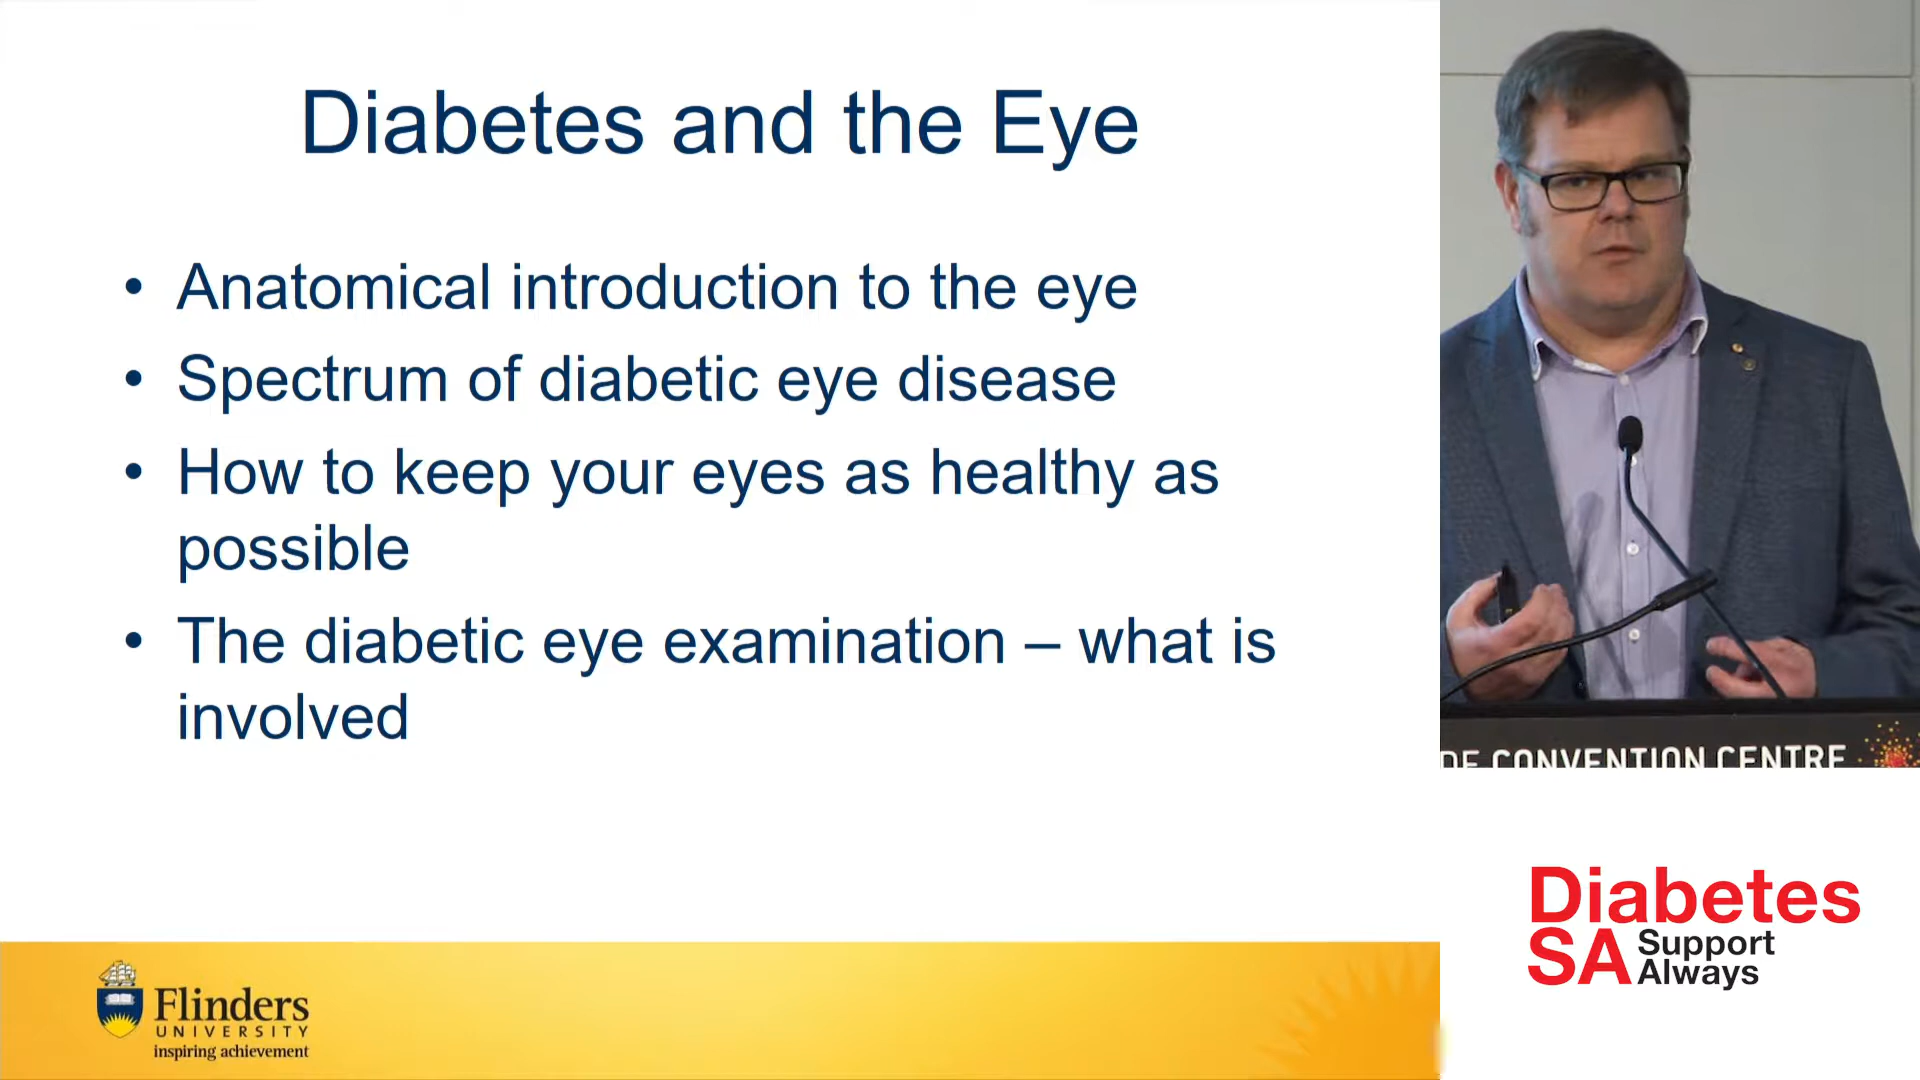 Diabetes and the Eye
• Anatomical introduction to the eye
• Spectrum of diabetic eye disease
• How to keep your eyes as healthy as
possible
• The diabetic eye examination – what is
involved
Flinders
UNIVERSITY
inspiring achievement
DE CONVENTION CENTRE
Diabetes
SA Support
Always